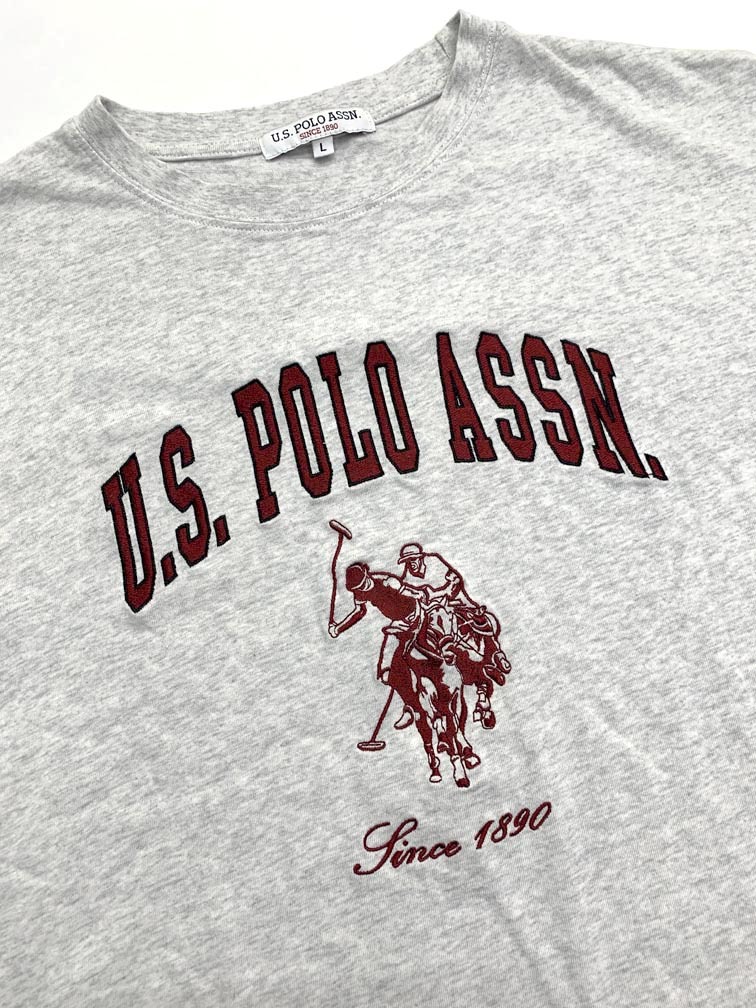 U.S. POLO ASSN.
SINCE 1890
L
U.S. POLO ASSN.
Since 1890